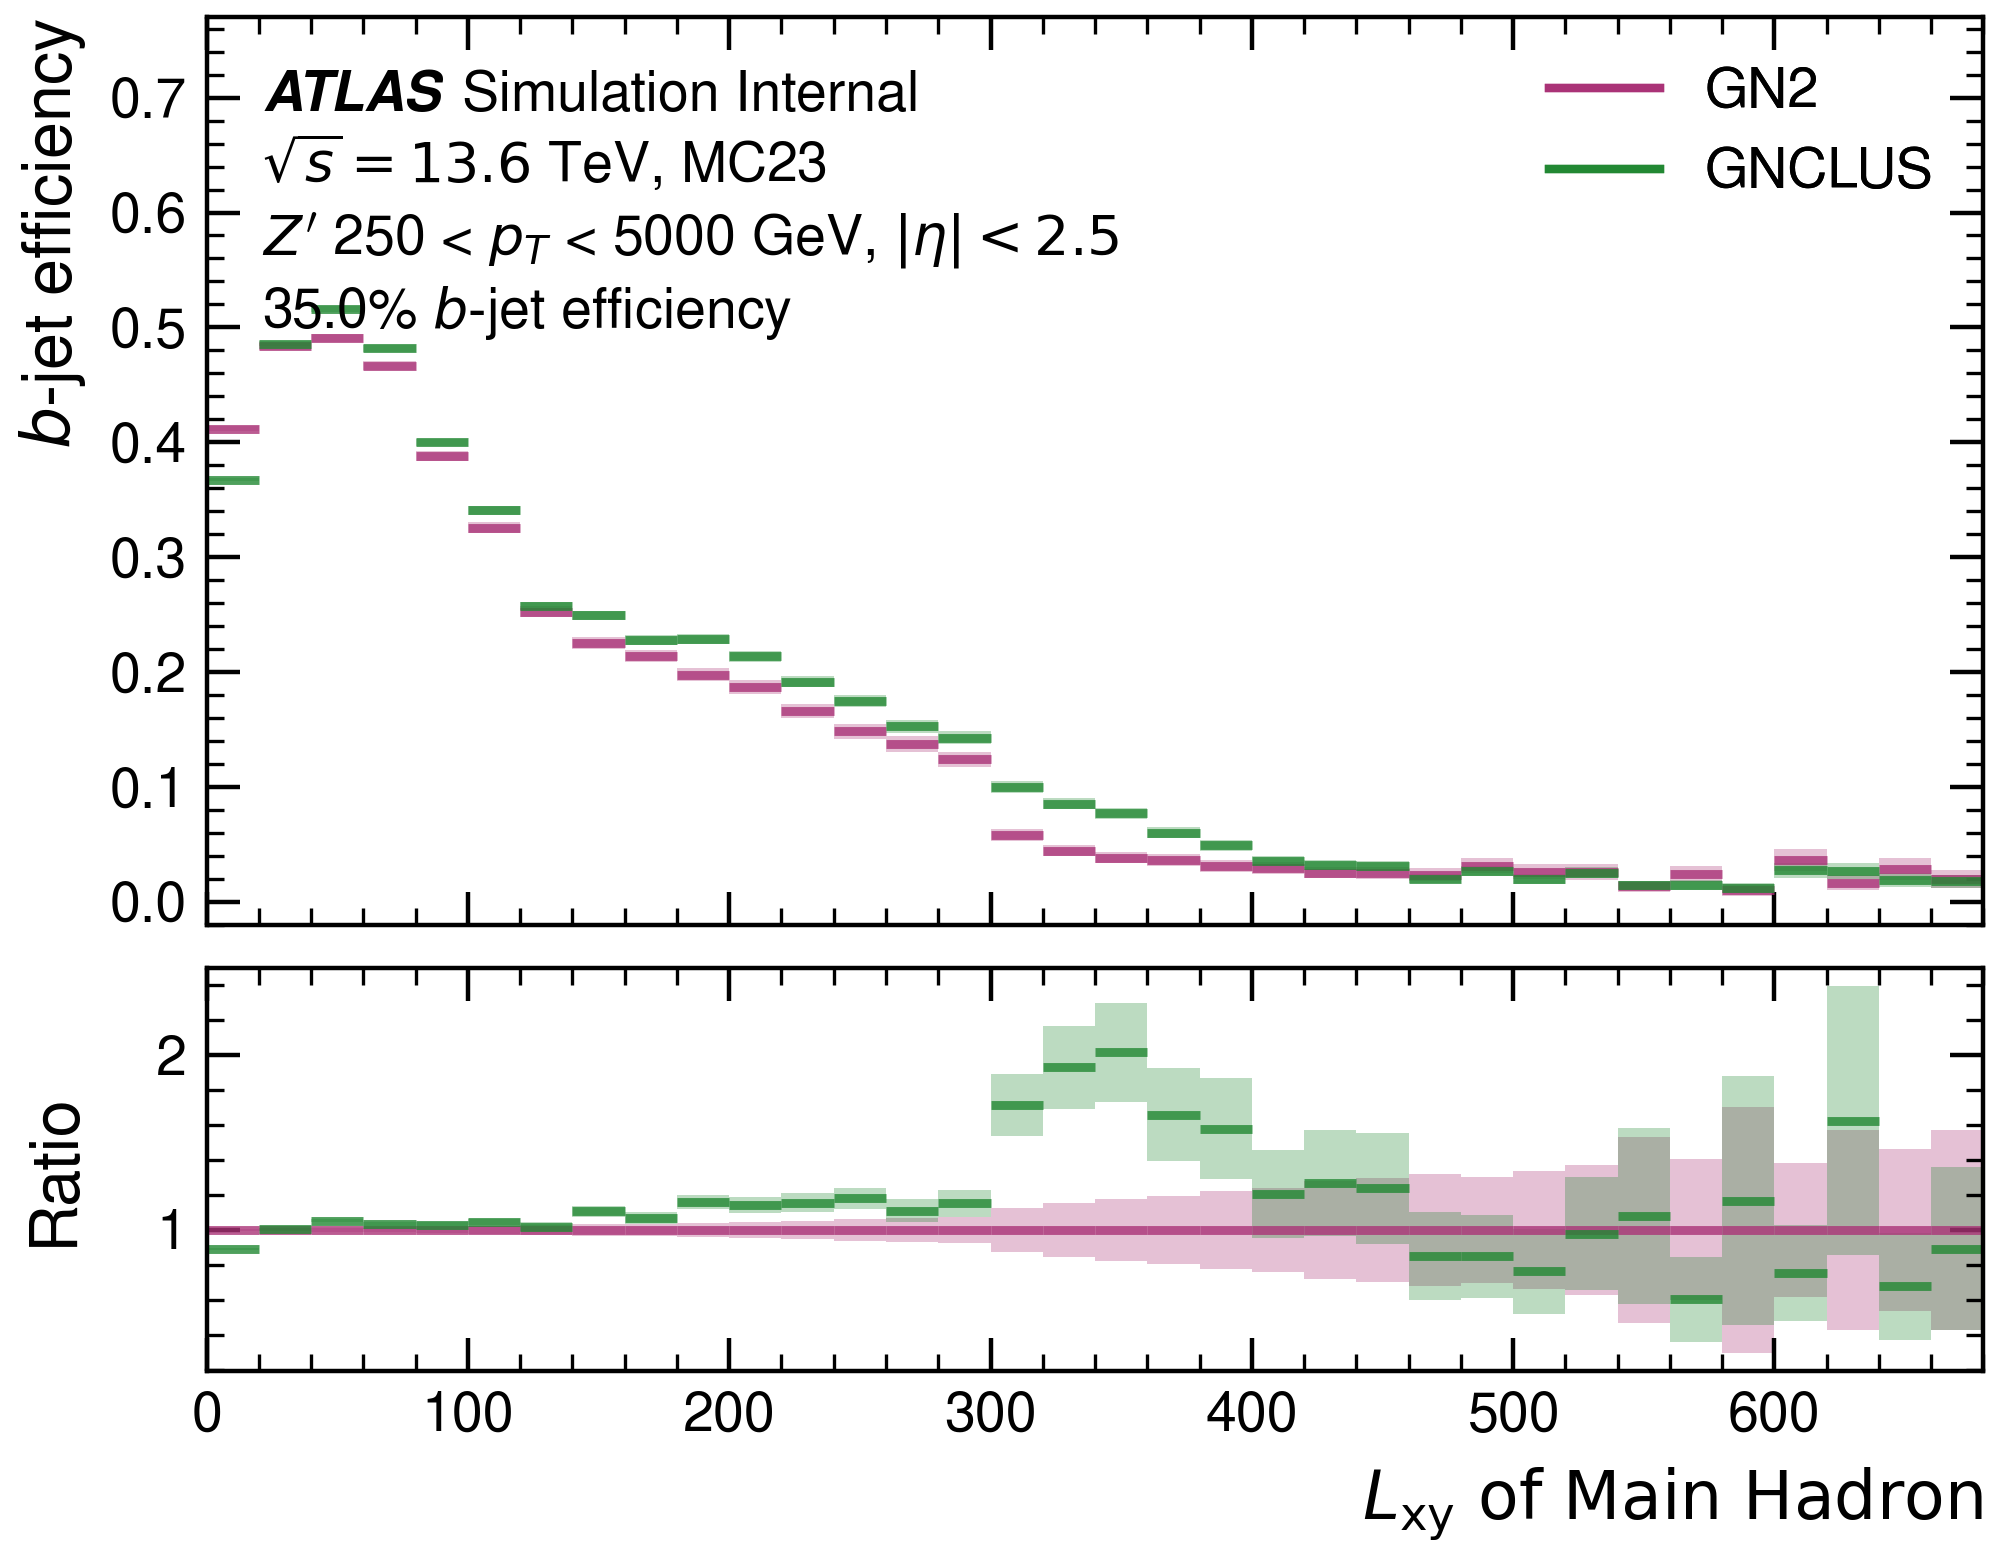 b-jet efficiency
0.7
0.6
0.5
0.4
0.3
0.2
0.1
0.0
ATLAS Simulation Internal
√s = 13.6 TeV, MC23
Z′ 250 < p_T < 5000 GeV, |η| < 2.5
35.0% b-jet efficiency
GN2
GNCLUS
Ratio
2
1
0 100 200 300 400 500 600
L_xy of Main Hadron